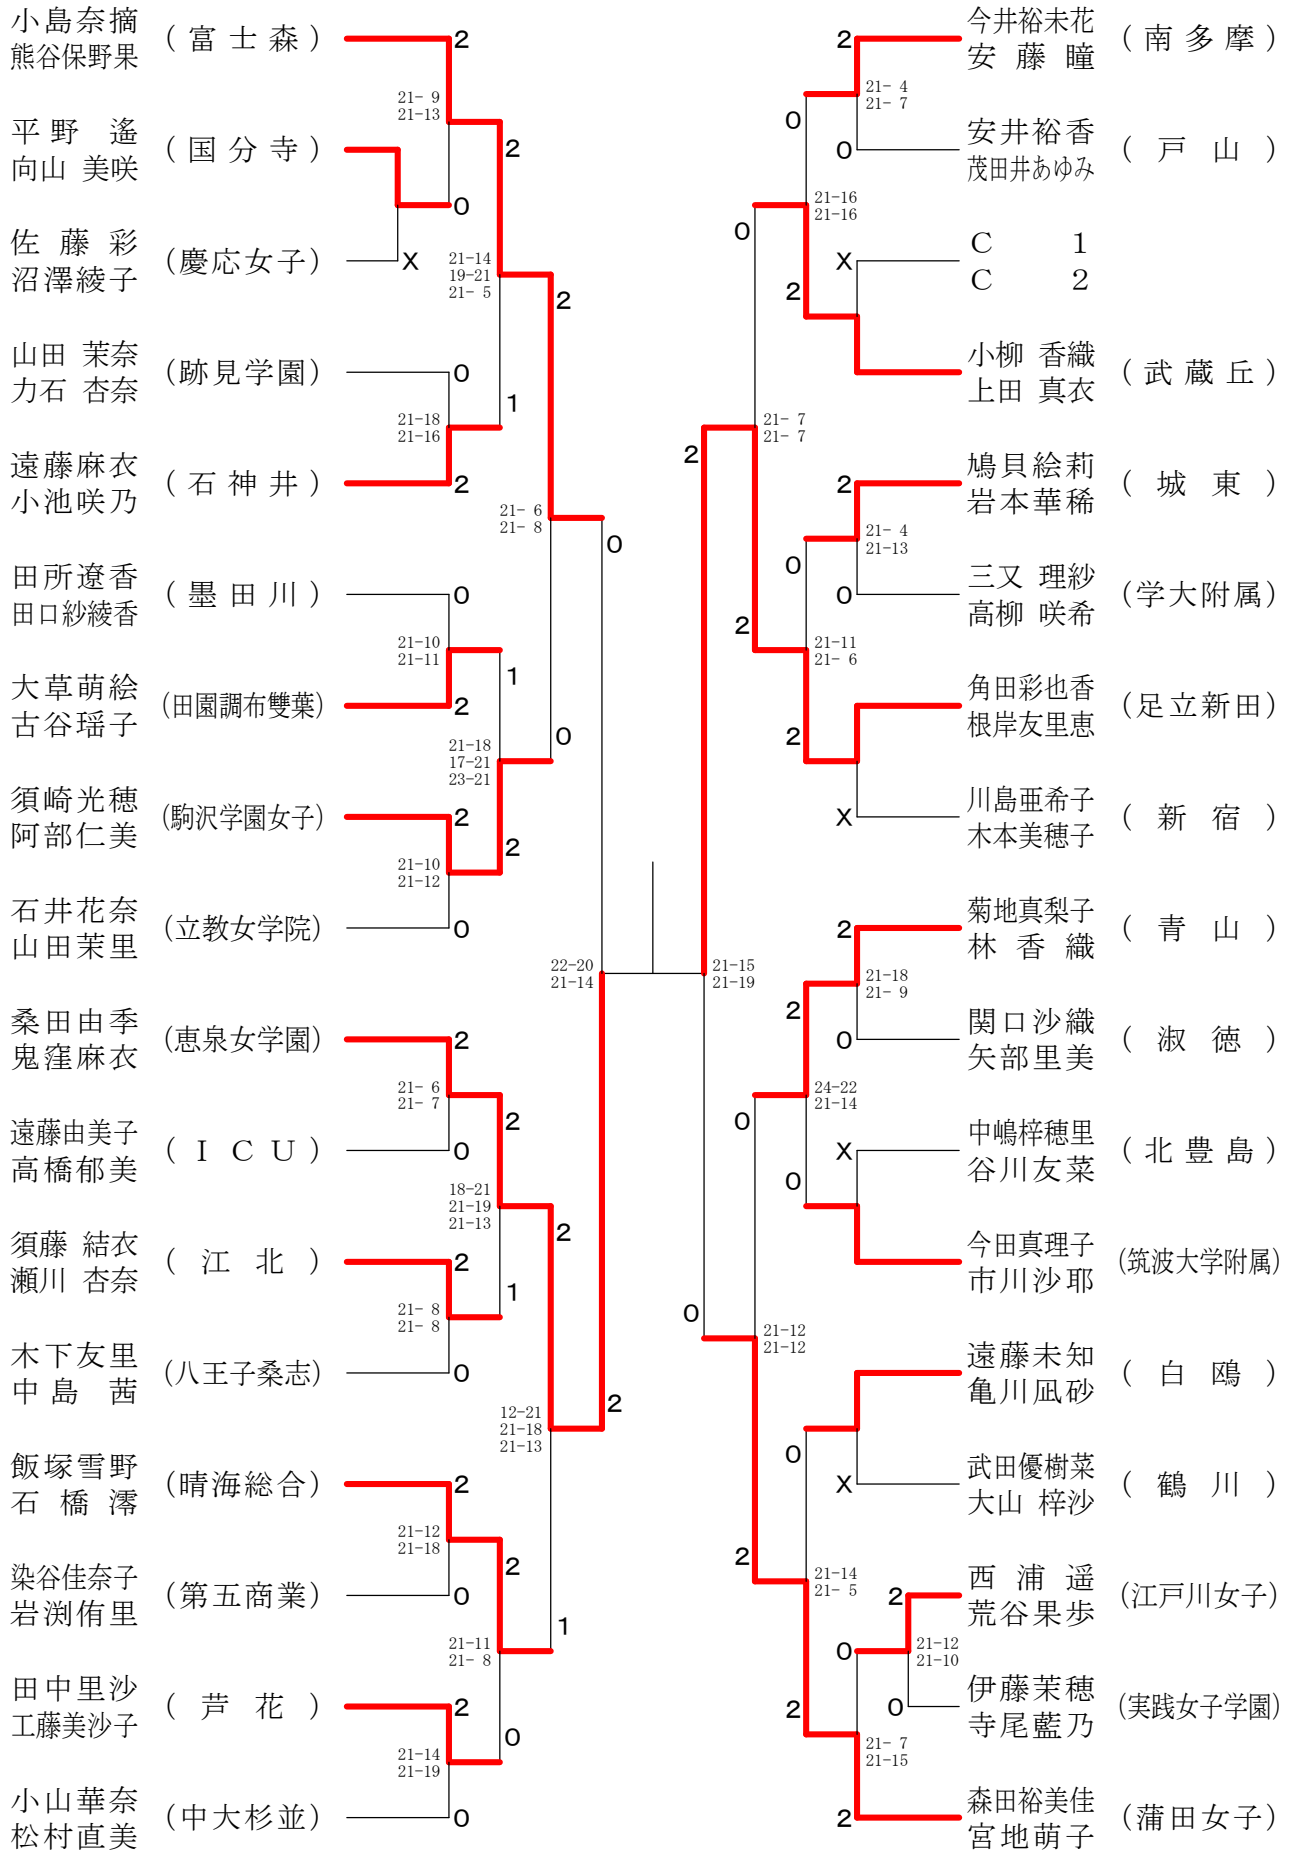 小島奈摘
熊谷保野果
(富士森)
2
21- 9
21-13
平野 遙
向山 美咲
(国分寺)
0
2
佐藤彩
沼澤綾子
(慶応女子)
X
21-14
19-21
21- 5
2
山田 茉奈
力石 杏奈
(跡見学園)
0
1
21-18
21-16
遠藤麻衣
小池咲乃
(石神井)
2
21- 6
21- 8
0
田所遼香
田口紗綾香
(墨田川)
0
21-10
21-11
1
大草萌絵
古谷瑶子
(田園調布雙葉)
2
0
21-18
17-21
23-21
須崎光穂
阿部仁美
(駒沢学園女子)
2
2
21-10
21-12
石井花奈
山田茉里
(立教女学院)
0
22-20
21-14
桑田由季
鬼窪麻衣
(恵泉女学園)
2
21- 6
21- 7
2
遠藤由美子
高橋郁美
(ICU)
0
18-21
21-19
21-13
2
須藤 結衣
瀬川 杏奈
(江北)
2
1
21- 8
21- 8
木下友里
中島 茜
(八王子桑志)
0
12-21
21-18
21-13
2
飯塚雪野
石橋澪
(晴海総合)
2
21-12
21-18
2
染谷佳奈子
岩渕侑里
(第五商業)
0
1
21-11
21- 8
田中里沙
工藤美沙子
(芦花)
2
0
21-14
21-19
小山華奈
松村直美
(中大杉並)
0
今井裕未花
安藤瞳
(南多摩)
2
21- 4
21- 7
0
安井裕香
茂田井あゆみ
(戸山)
0
21-16
21-16
0
C 1
C 2
X
2
小柳 香織
上田 真衣
(武蔵丘)
21- 7
21- 7
2
鳩貝絵莉
岩本華稀
(城東)
2
21- 4
21-13
0
三又 理紗
高柳 咲希
(学大附属)
0
2
21-11
21- 6
角田彩也香
根岸友里恵
(足立新田)
2
川島亜希子
木本美穂子
(新宿)
X
菊地真梨子
林香織
(青山)
2
21-15
21-19
21-18
21- 9
2
関口沙織
矢部里美
(淑徳)
0
24-22
21-14
0
中嶋梓穂里
谷川友菜
(北豊島)
X
0
今田真理子
市川沙耶
(筑波大学附属)
0
21-12
21-12
遠藤未知
亀川凪砂
(白鴎)
0
武田優樹菜
大山 梓沙
(鶴川)
X
2
21-14
21- 5
西浦遥
荒谷果歩
(江戸川女子)
2
0
21-12
21-10
伊藤茉穂
寺尾藍乃
(実践女子学園)
0
2
21- 7
21-15
森田裕美佳
宮地萌子
(蒲田女子)
2